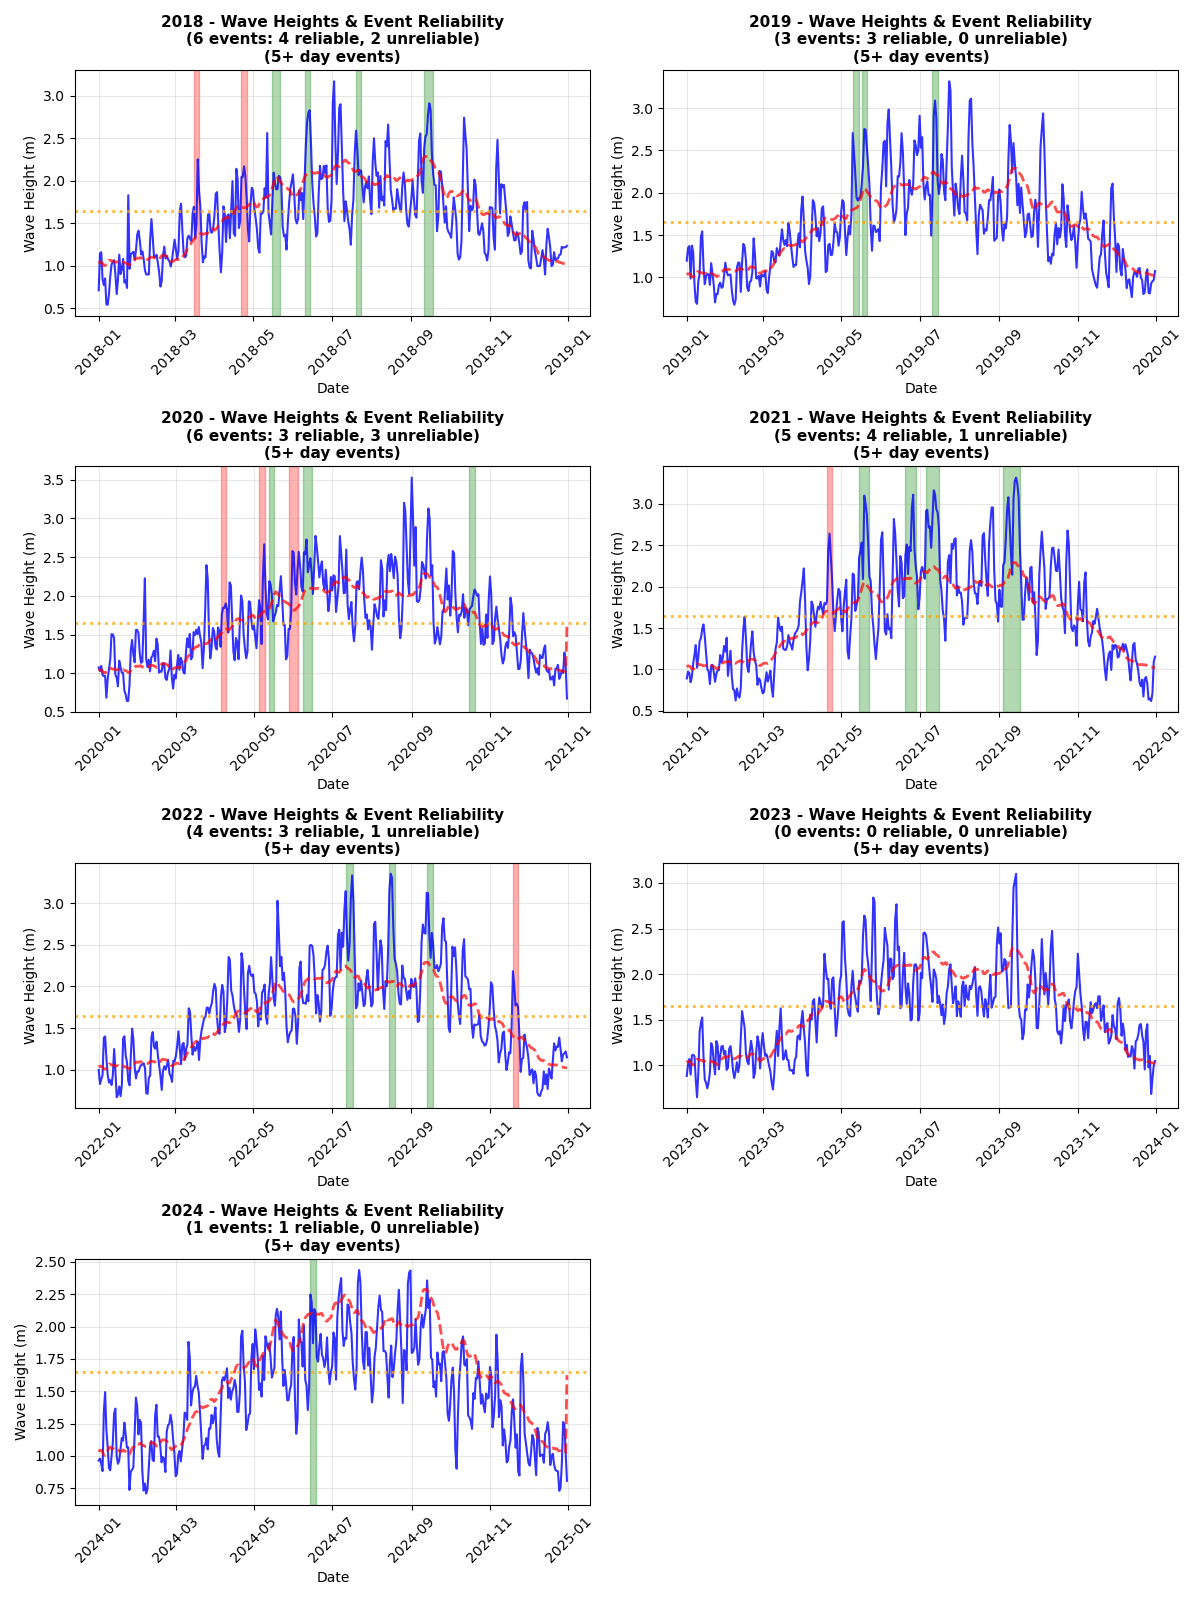 2018 - Wave Heights & Event Reliability
(6 events: 4 reliable, 2 unreliable)
(5+ day events)
Wave Height (m)
3.0
2.5
2.0
1.5
1.0
0.5
2018-01
2018-03
2018-05
2018-07
2018-09
2018-11
2019-01
Date
2019 - Wave Heights & Event Reliability
(3 events: 3 reliable, 0 unreliable)
(5+ day events)
Wave Height (m)
3.0
2.5
2.0
1.5
1.0
2019-01
2019-03
2019-05
2019-07
2019-09
2019-11
2020-01
Date
2020 - Wave Heights & Event Reliability
(6 events: 3 reliable, 3 unreliable)
(5+ day events)
Wave Height (m)
3.5
3.0
2.5
2.0
1.5
1.0
0.5
2020-01
2020-03
2020-05
2020-07
2020-09
2020-11
2021-01
Date
2021 - Wave Heights & Event Reliability
(5 events: 4 reliable, 1 unreliable)
(5+ day events)
Wave Height (m)
3.0
2.5
2.0
1.5
1.0
0.5
2021-01
2021-03
2021-05
2021-07
2021-09
2021-11
2022-01
Date
2022 - Wave Heights & Event Reliability
(4 events: 3 reliable, 1 unreliable)
(5+ day events)
Wave Height (m)
3.0
2.5
2.0
1.5
1.0
2022-01
2022-03
2022-05
2022-07
2022-09
2022-11
2023-01
Date
2023 - Wave Heights & Event Reliability
(0 events: 0 reliable, 0 unreliable)
(5+ day events)
Wave Height (m)
3.0
2.5
2.0
1.5
1.0
2023-01
2023-03
2023-05
2023-07
2023-09
2023-11
2024-01
Date
2024 - Wave Heights & Event Reliability
(1 events: 1 reliable, 0 unreliable)
(5+ day events)
Wave Height (m)
2.50
2.25
2.00
1.75
1.50
1.25
1.00
0.75
2024-01
2024-03
2024-05
2024-07
2024-09
2024-11
2025-01
Date